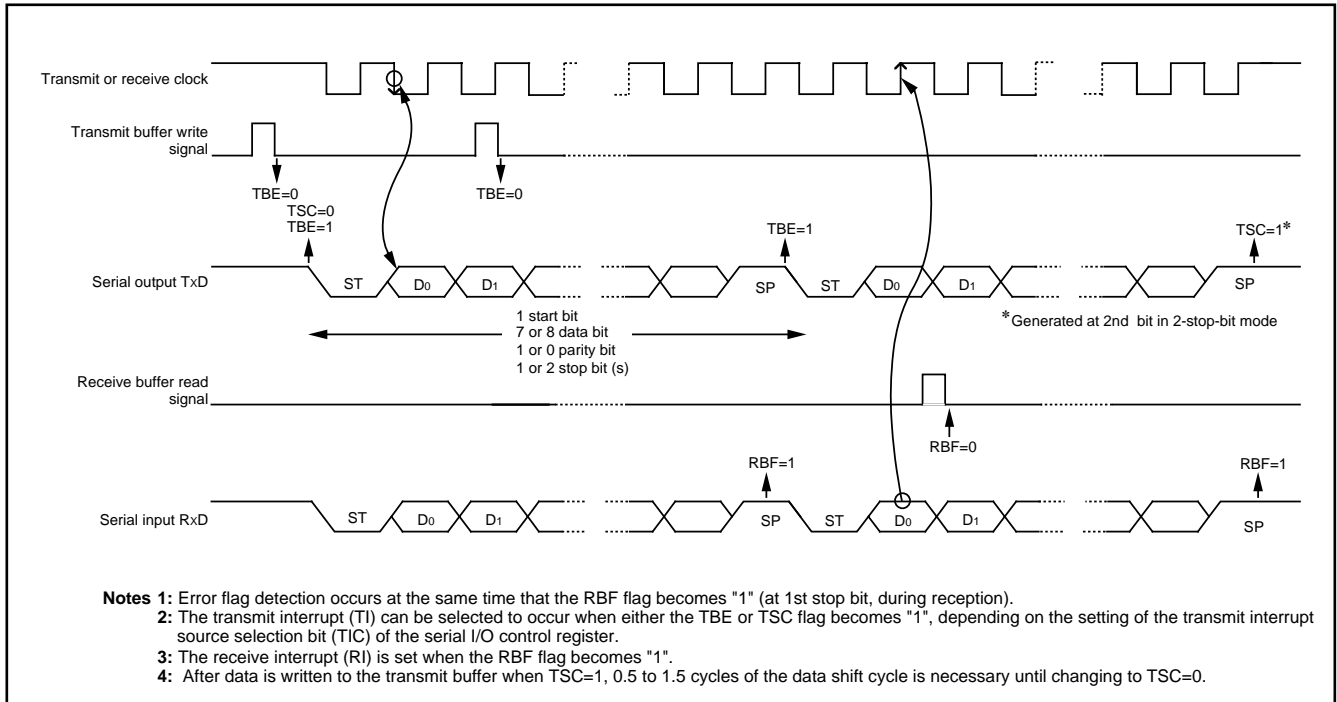 Transmit or receive clock
Transmit buffer write
signal
TBE=0
TSC=0
TBE=1
TBE=0
TBE=1
TSC=1*
Serial output TxD
ST
D0
D1
SP
ST
D0
D1
SP
1 start bit
7 or 8 data bit
1 or 0 parity bit
1 or 2 stop bit (s)
*Generated at 2nd bit in 2-stop-bit mode
Receive buffer read
signal
RBF=0
RBF=1
RBF=1
Serial input RxD
ST
D0
D1
SP
ST
D0
D1
SP
Notes 1: Error flag detection occurs at the same time that the RBF flag becomes "1" (at 1st stop bit, during reception).
2: The transmit interrupt (TI) can be selected to occur when either the TBE or TSC flag becomes "1", depending on the setting of the transmit interrupt
source selection bit (TIC) of the serial I/O control register.
3: The receive interrupt (RI) is set when the RBF flag becomes "1".
4: After data is written to the transmit buffer when TSC=1, 0.5 to 1.5 cycles of the data shift cycle is necessary until changing to TSC=0.